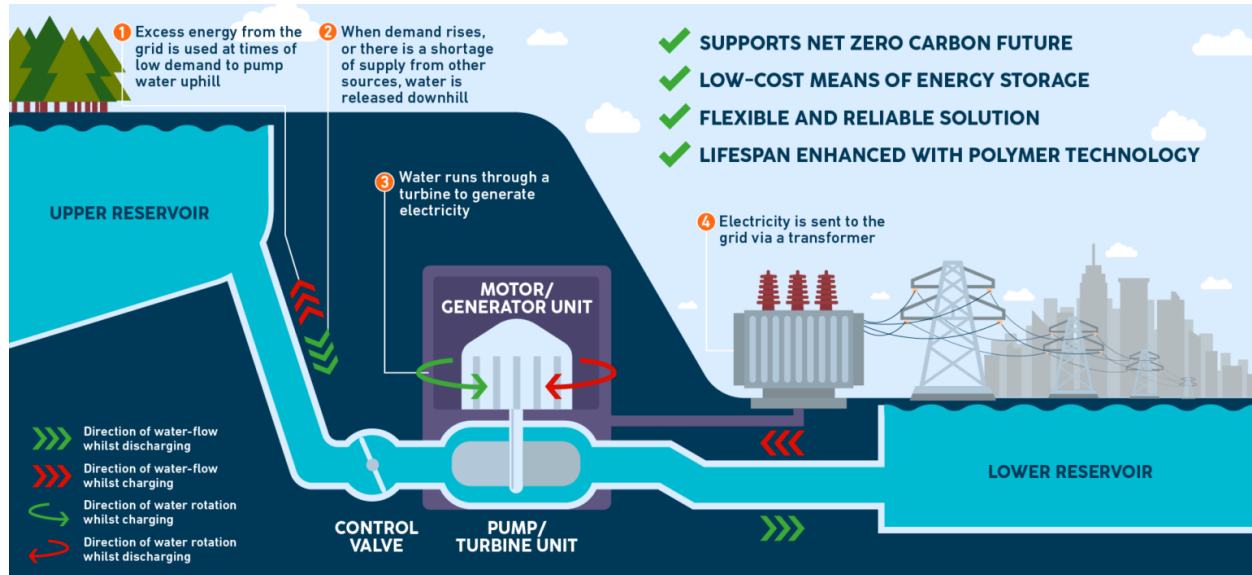 1 Excess energy from the
grid is used at times of
low demand to pump
water uphill
2 When demand rises,
or there is a shortage
of supply from other
sources, water is
released downhill
SUPPORTS NET ZERO CARBON FUTURE
LOW-COST MEANS OF ENERGY STORAGE
FLEXIBLE AND RELIABLE SOLUTION
LIFESPAN ENHANCED WITH POLYMER TECHNOLOGY
UPPER RESERVOIR
3 Water runs through a
turbine to generate
electricity
4 Electricity is sent to the
grid via a transformer
MOTOR/
GENERATOR UNIT
Direction of water-flow
whilst discharging
Direction of water-flow
whilst charging
Direction of water rotation
whilst charging
Direction of water rotation
whilst discharging
CONTROL
VALVE
PUMP/
TURBINE UNIT
LOWER RESERVOIR